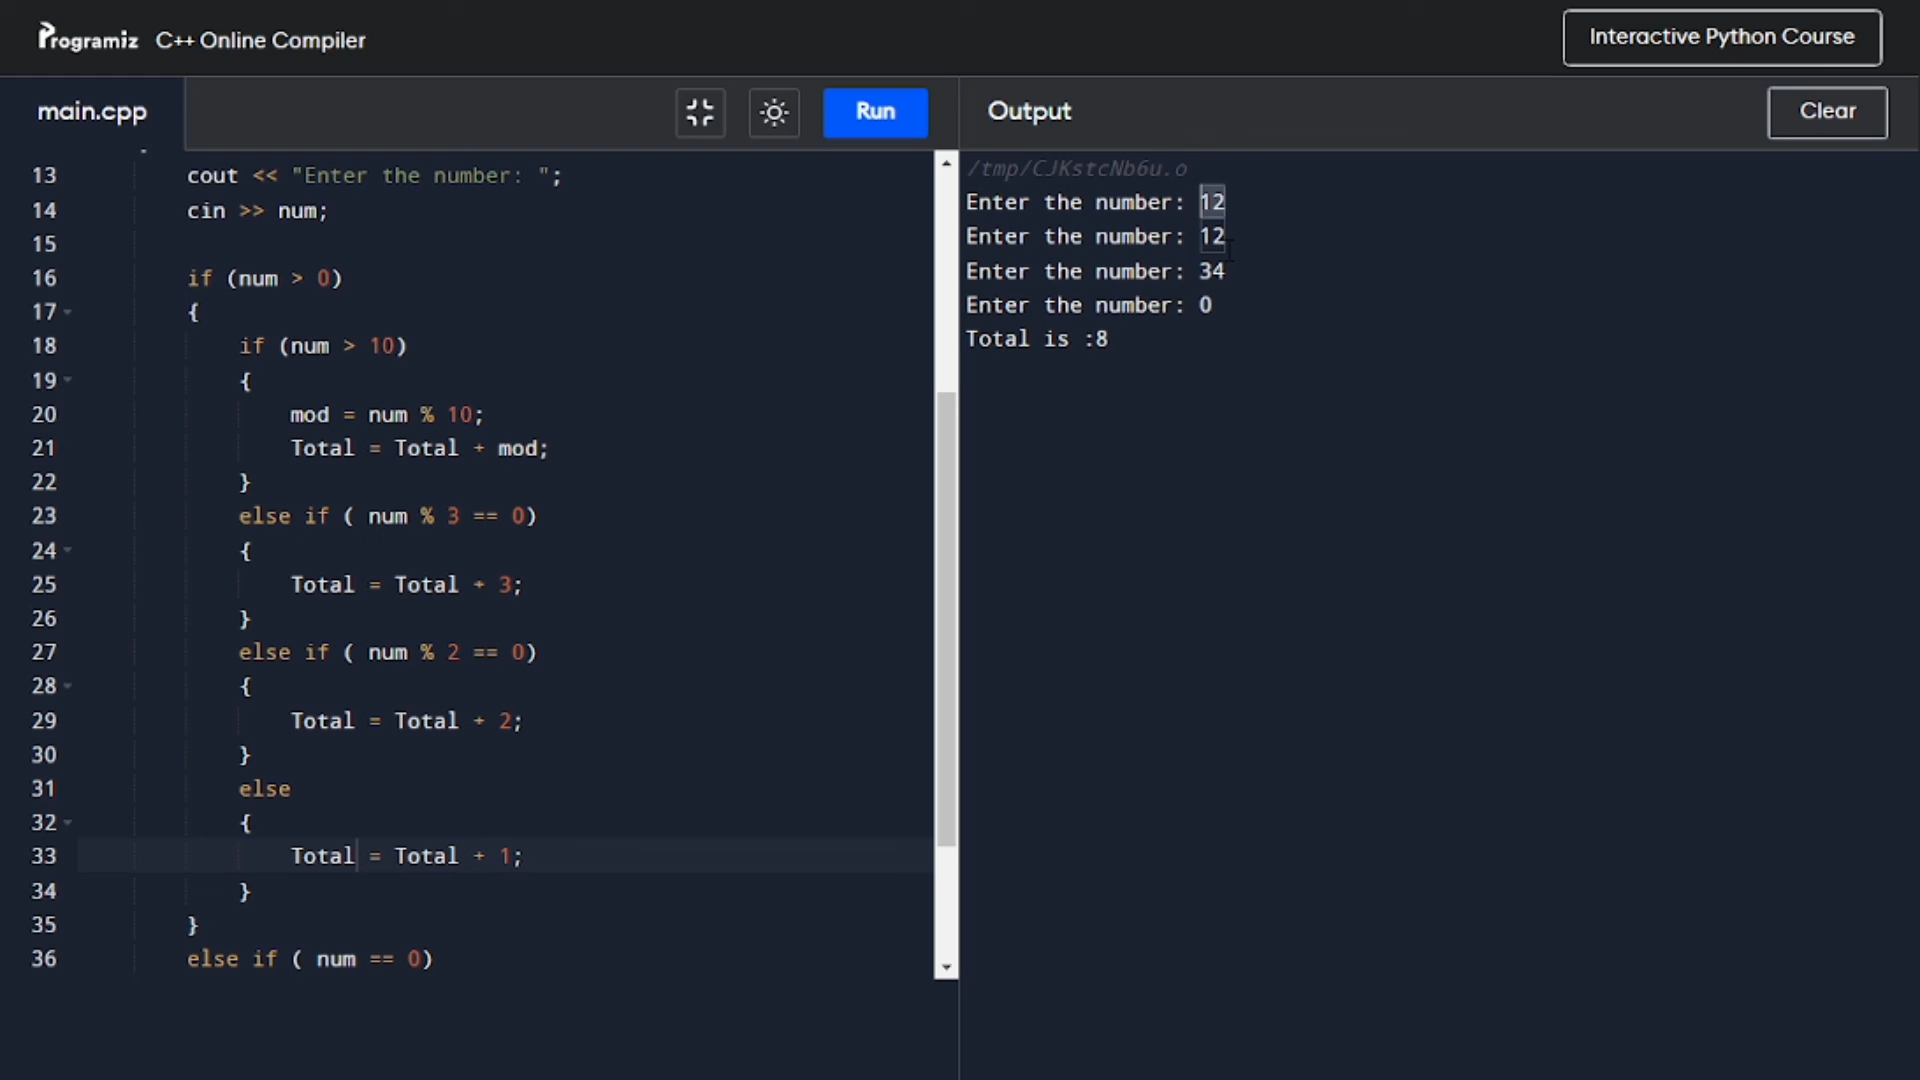 Programiz C++ Online Compiler
Interactive Python Course
main.cpp
Run
Output
Clear
13 cout << "Enter the number: ";
14 cin >> num;
15
16 if (num > 0)
17 {
18 if (num > 10)
19 {
20 mod = num % 10;
21 Total = Total + mod;
22 }
23 else if ( num % 3 == 0)
24 {
25 Total = Total + 3;
26 }
27 else if ( num % 2 == 0)
28 {
29 Total = Total + 2;
30 }
31 else
32 {
33 Total = Total + 1;
34 }
35 }
36 else if ( num == 0)
/tmp/CJKstcNb6u.o
Enter the number: 12
Enter the number: 12
Enter the number: 34
Enter the number: 0
Total is :8